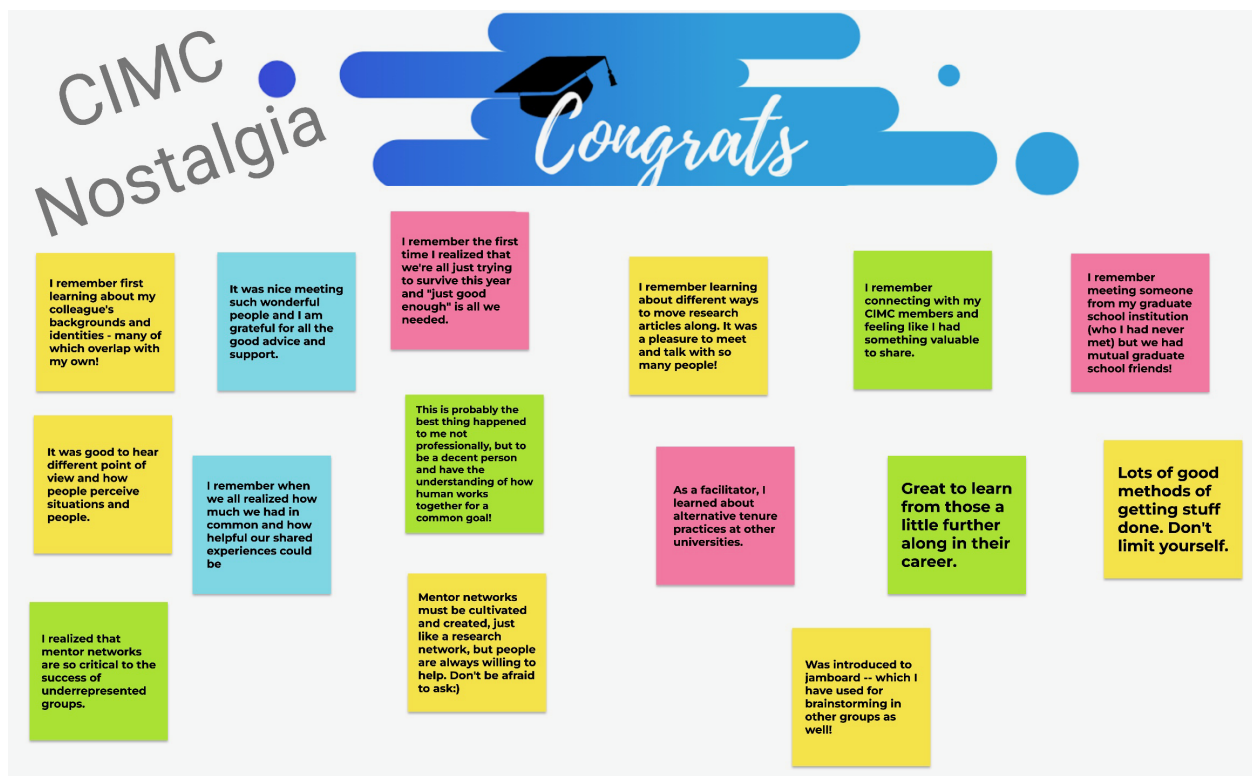 CIMC
Nostalgia
Congrats
I remember first
learning about my
colleague's
backgrounds and
identities - many of
which overlap with
my own!
It was nice meeting
such wonderful
people and I am
grateful for all the
good advice and
support.
I remember the first
time I realized that
we're all just trying
to survive this year
and "just good
enough" is all we
needed.
I remember learning
about different ways
to move research
articles along. It was
a pleasure to meet
and talk with so
many people!
I remember
connecting with my
CIMC members and
feeling like I had
something valuable
to share.
I remember
meeting someone
from my graduate
school institution
(who I had never
met) but we had
mutual graduate
school friends!
It was good to hear
different point of
view and how
people perceive
situations and
people.
I remember when
we all realized how
much we had in
common and how
helpful our shared
experiences could
be
This is probably the
best thing happened
to me not
professionally, but to
be a decent person
and have the
understanding of how
human works
together for a
common goal!
As a facilitator, I
learned about
alternative tenure
practices at other
universities.
Great to learn
from those a
little further
along in their
career.
Lots of good
methods of
getting stuff
done. Don't
limit yourself.
I realized that
mentor networks
are so critical to the
success of
underrepresented
groups.
Mentor networks
must be cultivated
and created, just
like a research
network, but people
are always willing to
help. Don't be afraid
to ask:)
Was introduced to
jamboard -- which I
have used for
brainstorming in
other groups as
well!